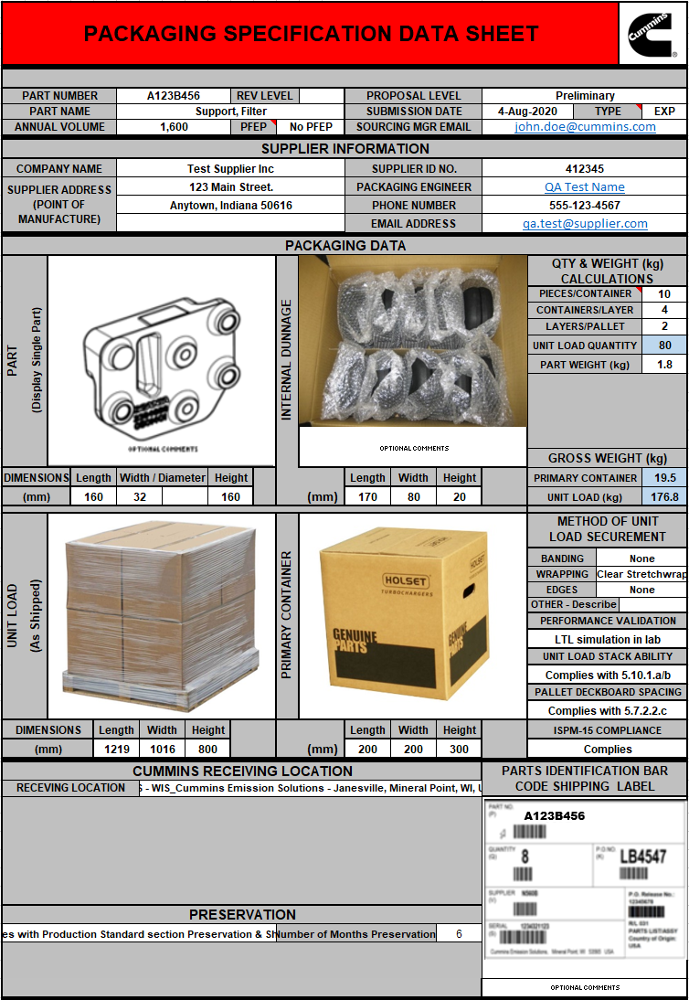 PACKAGING SPECIFICATION DATA SHEET
Cummins
PART NUMBER A123B456 REV LEVEL PROPOSAL LEVEL Preliminary
PART NAME Support, Filter SUBMISSION DATE 4-Aug-2020 TYPE EXP
ANNUAL VOLUME 1,600 PFEP No PFEP SOURCING MGR EMAIL john.doe@cummins.com
SUPPLIER INFORMATION
COMPANY NAME Test Supplier Inc SUPPLIER ID NO. 412345
SUPPLIER ADDRESS (POINT OF MANUFACTURE) 123 Main Street. PACKAGING ENGINEER QA Test Name
Anytown, Indiana 50616 PHONE NUMBER 555-123-4567
EMAIL ADDRESS qa.test@supplier.com
PACKAGING DATA
PART
(Display Single Part)
OPTIONAL COMMENTS
INTERNAL DUNNAGE
OPTIONAL COMMENTS
QTY & WEIGHT (kg)
CALCULATIONS
PIECES/CONTAINER 10
CONTAINERS/LAYER 4
LAYERS/PALLET 2
UNIT LOAD QUANTITY 80
PART WEIGHT (kg) 1.8
GROSS WEIGHT (kg)
DIMENSIONS Length Width / Diameter Height Length Width Height PRIMARY CONTAINER 19.5
(mm) 160 32 160 (mm) 170 80 20 UNIT LOAD (kg) 176.8
UNIT LOAD
(As Shipped)
PRIMARY CONTAINER
HOLSET
TURBOCHARGERS
GENUINE
PARTS
HOLSET
GENUINE
PARTS
METHOD OF UNIT
LOAD SECUREMENT
BANDING None
WRAPPING Clear Stretchwrap
EDGES None
OTHER - Describe
PERFORMANCE VALIDATION
LTL simulation in lab
UNIT LOAD STACK ABILITY
Complies with 5.10.1.a/b
PALLET DECKBOARD SPACING
Complies with 5.7.2.2.c
DIMENSIONS Length Width Height Length Width Height ISPM-15 COMPLIANCE
(mm) 1219 1016 800 (mm) 200 200 300 Complies
CUMMINS RECEIVING LOCATION
RECEVING LOCATION S - WIS_Cummins Emission Solutions - Janesville, Mineral Point, WI, U
PARTS IDENTIFICATION BAR
CODE SHIPPING LABEL
PART NO.
(P) A123B456
QUANTITY
(Q) 8
P.O.NO.
(K) LB4547
SUPPLIER
(V)
P.O. Release No.:
12345678
SERIAL 1234321123
(S)
R/L 031
PARTS LIST/ASSY
Country of Origin:
USA
Cummins Emission Solutions, Mineral Point, WI 53565 USA
OPTIONAL COMMENTS
PRESERVATION
es with Production Standard section Preservation & Sh Number of Months Preservation 6